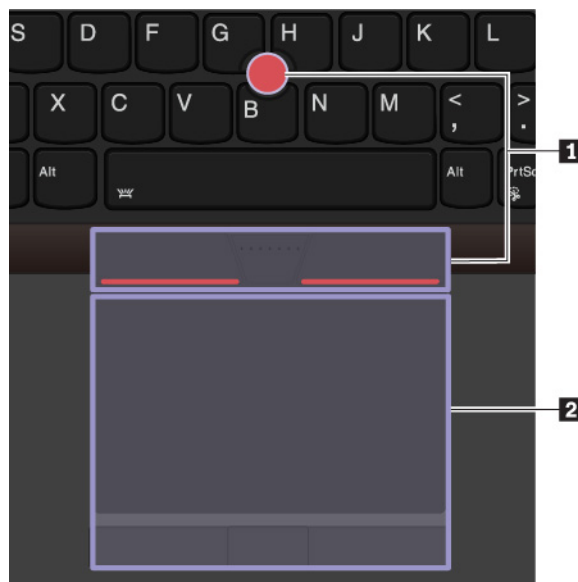 S D F G H J K L
1
X C V B N M < ,
> .
Alt Alt PrtSc
2